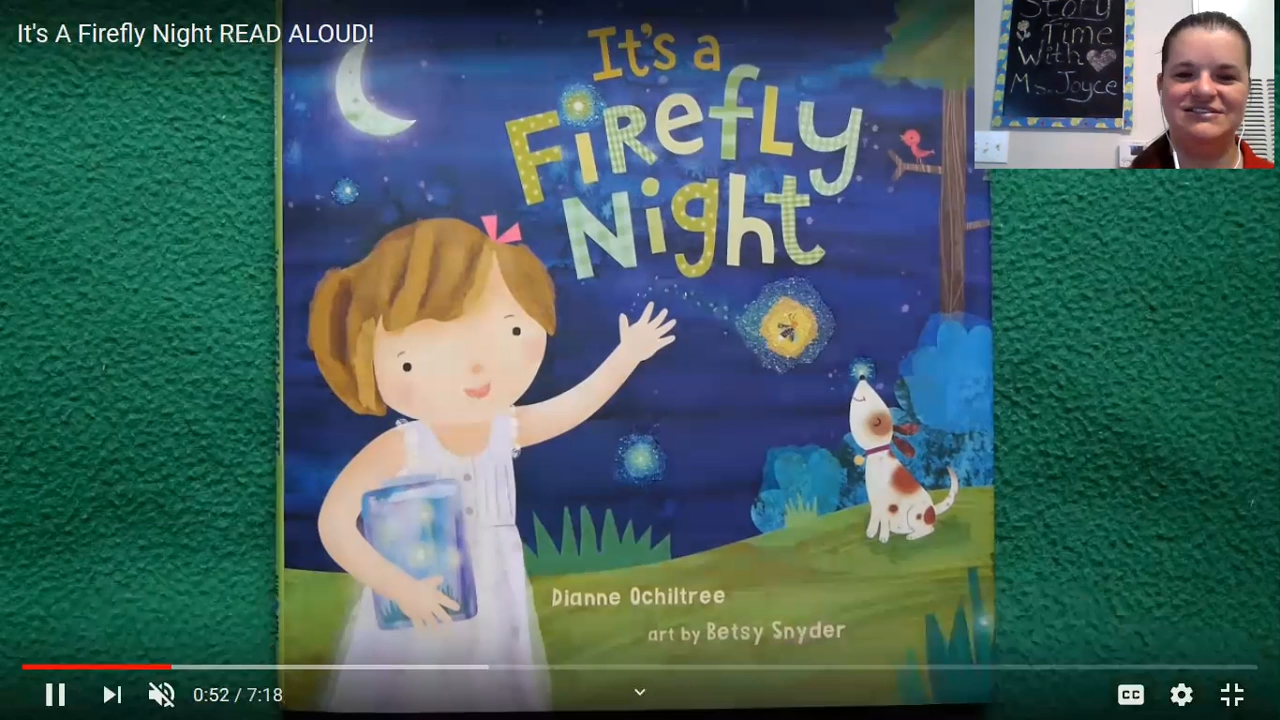 It's A Firefly Night READ ALOUD!
Story
Time
With
Ms. Joyce
It's a
Firefly
Night
Dianne Ochiltree
art by Betsy Snyder
0:52 / 7:18
CC